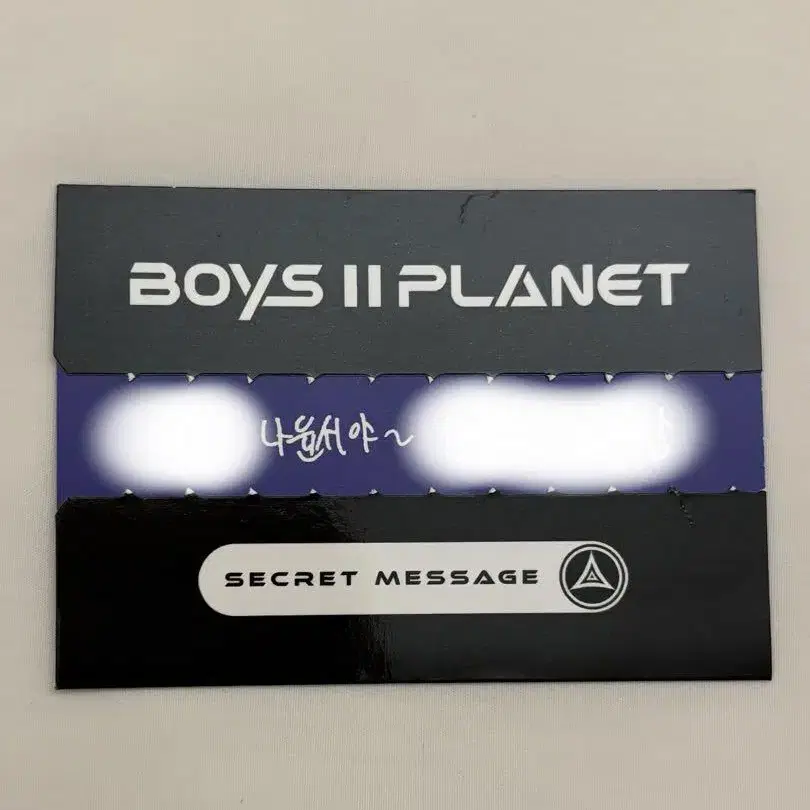 BOYS II PLANET
나윤서야~
SECRET MESSAGE